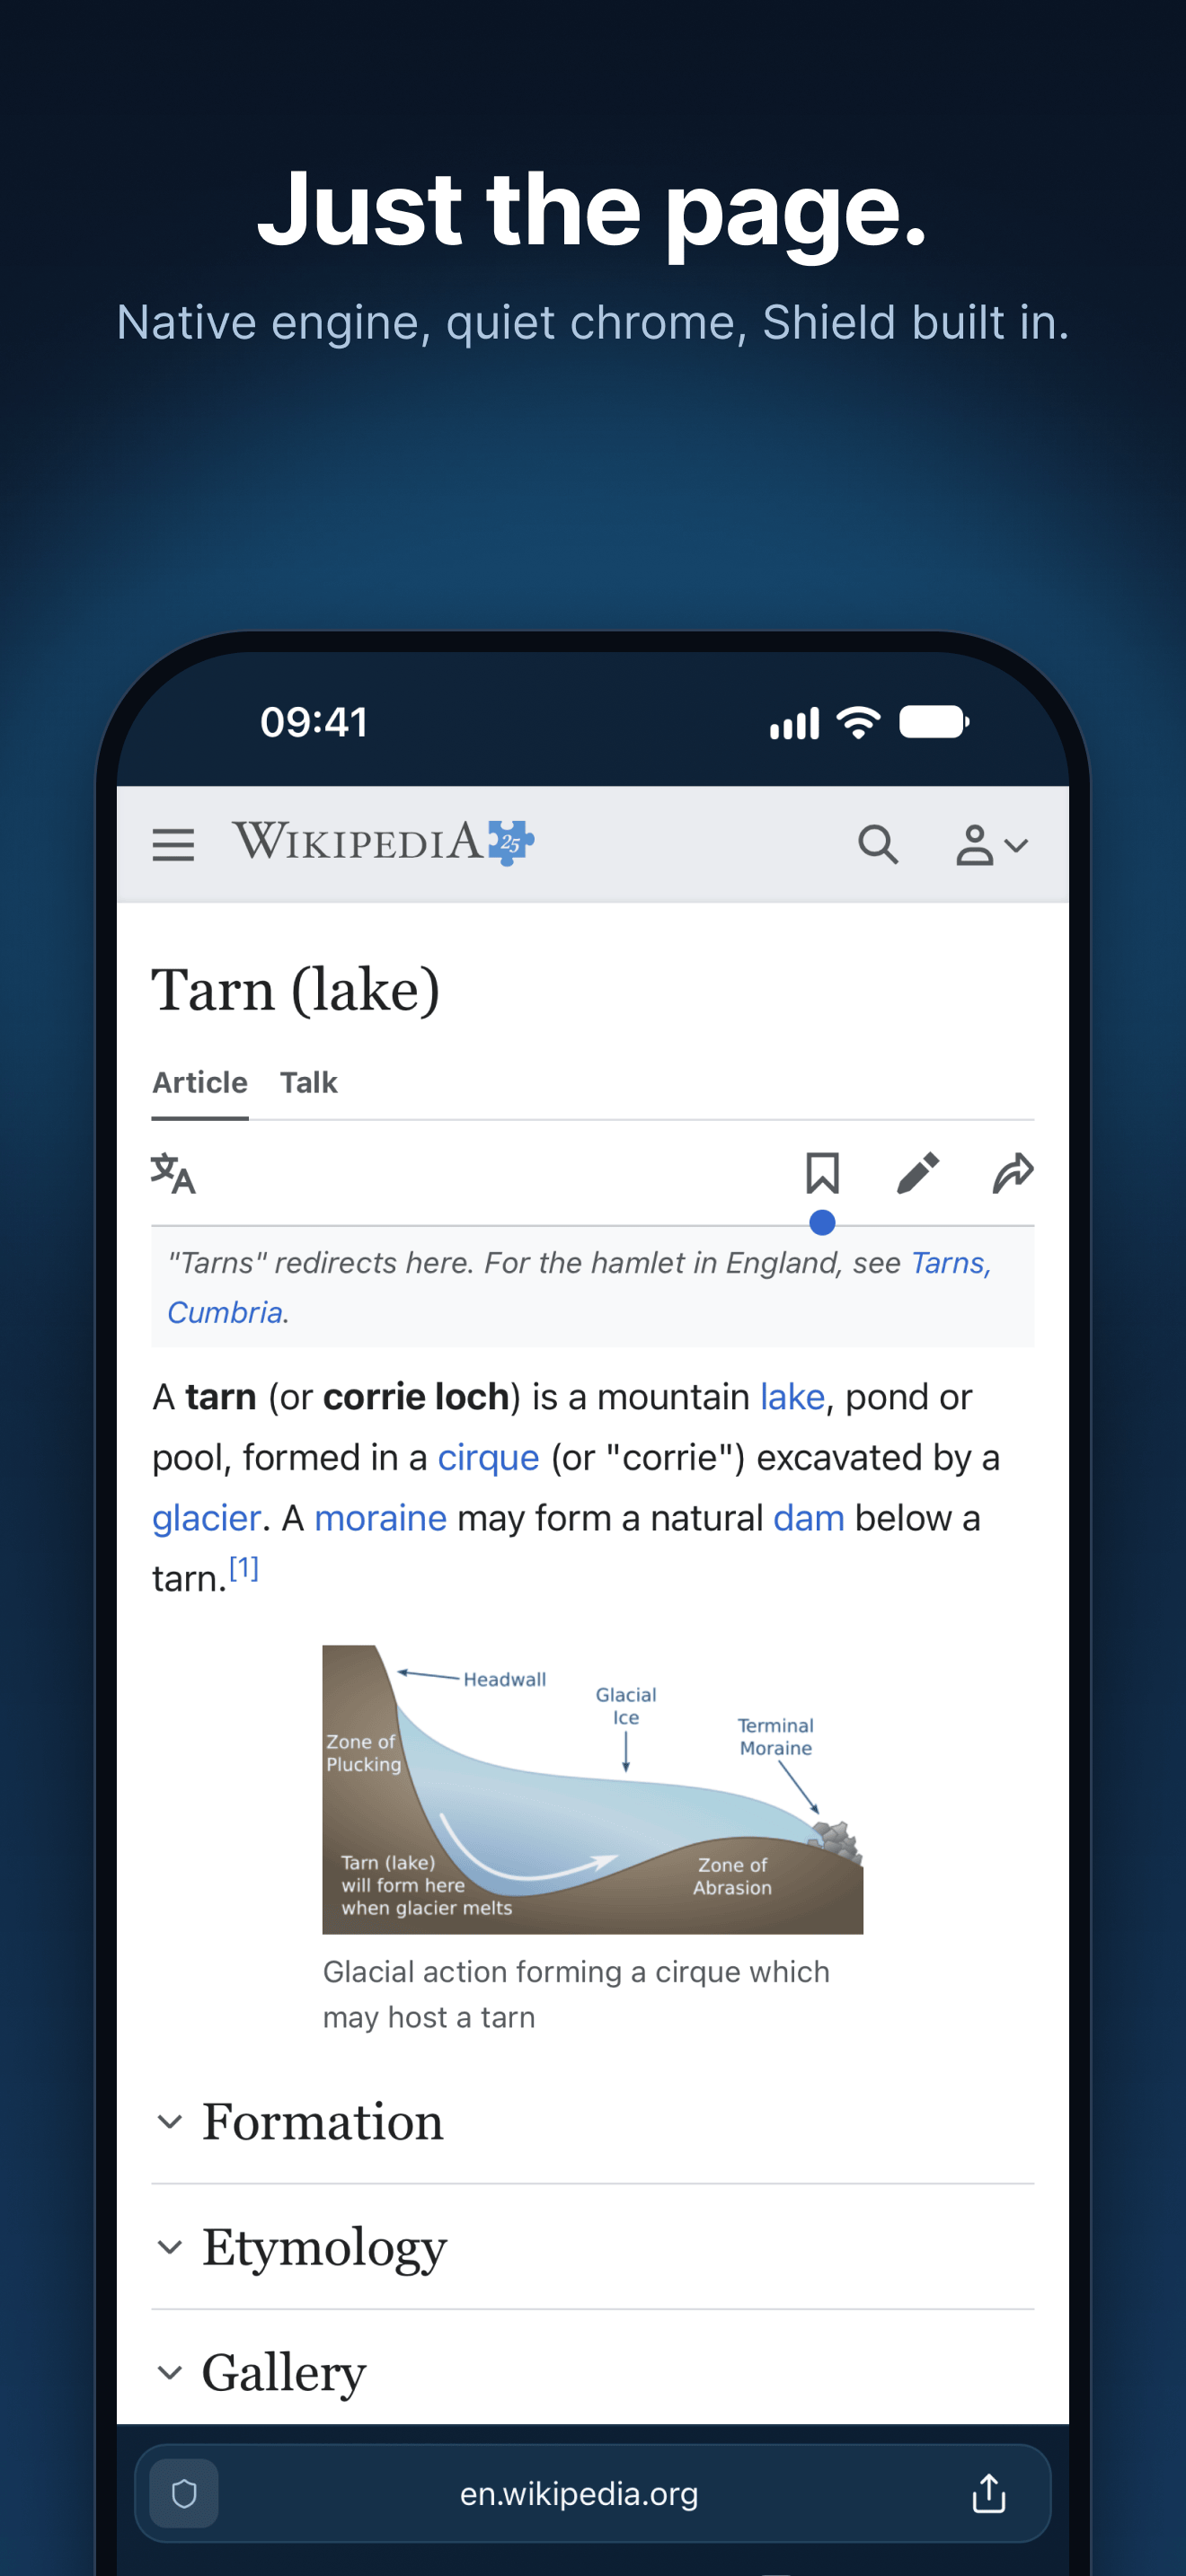 Just the page.
Native engine, quiet chrome, Shield built in.
09:41
WIKIPEDIA 25
Tarn (lake)
Article Talk
文A
"Tarns" redirects here. For the hamlet in England, see Tarns,
Cumbria.
A tarn (or corrie loch) is a mountain lake, pond or
pool, formed in a cirque (or "corrie") excavated by a
glacier. A moraine may form a natural dam below a
tarn.[1]
Headwall
Glacial
Ice
Terminal
Moraine
Zone of
Plucking
Tarn (lake)
will form here
when glacier melts
Zone of
Abrasion
Glacial action forming a cirque which
may host a tarn
Formation
Etymology
Gallery
en.wikipedia.org